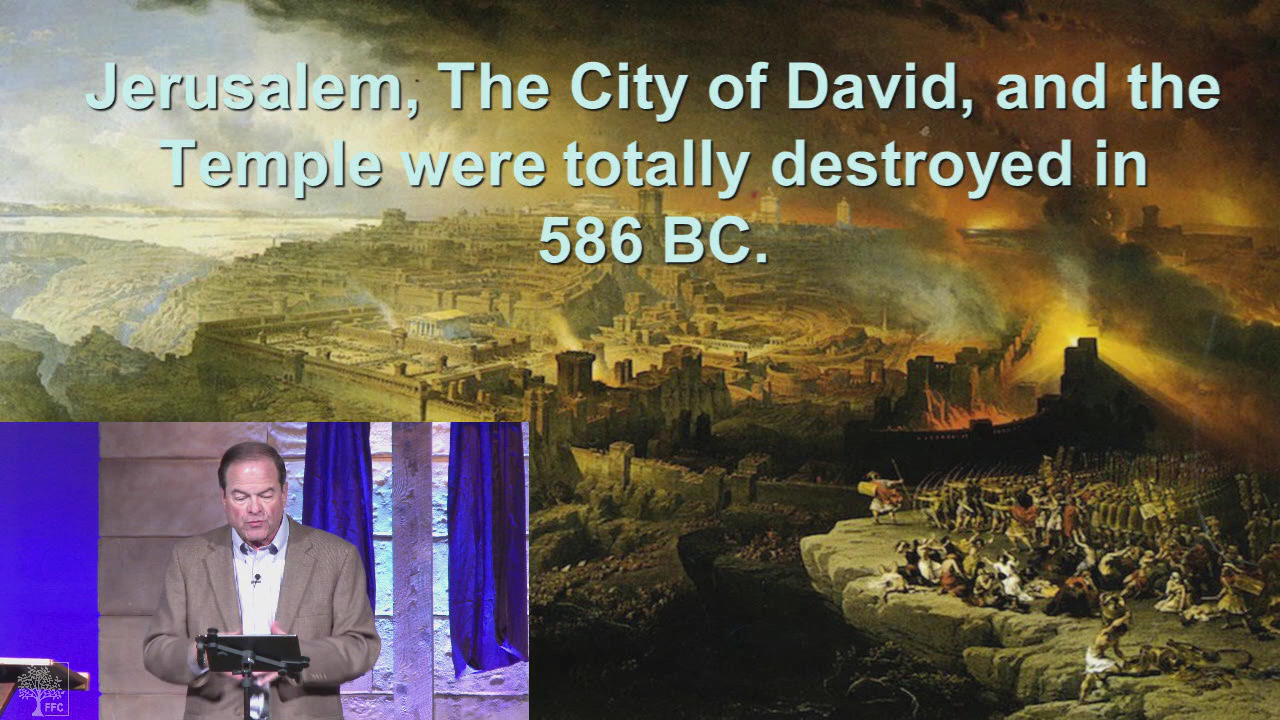 Jerusalem, The City of David, and the
Temple were totally destroyed in
586 BC.
FFC